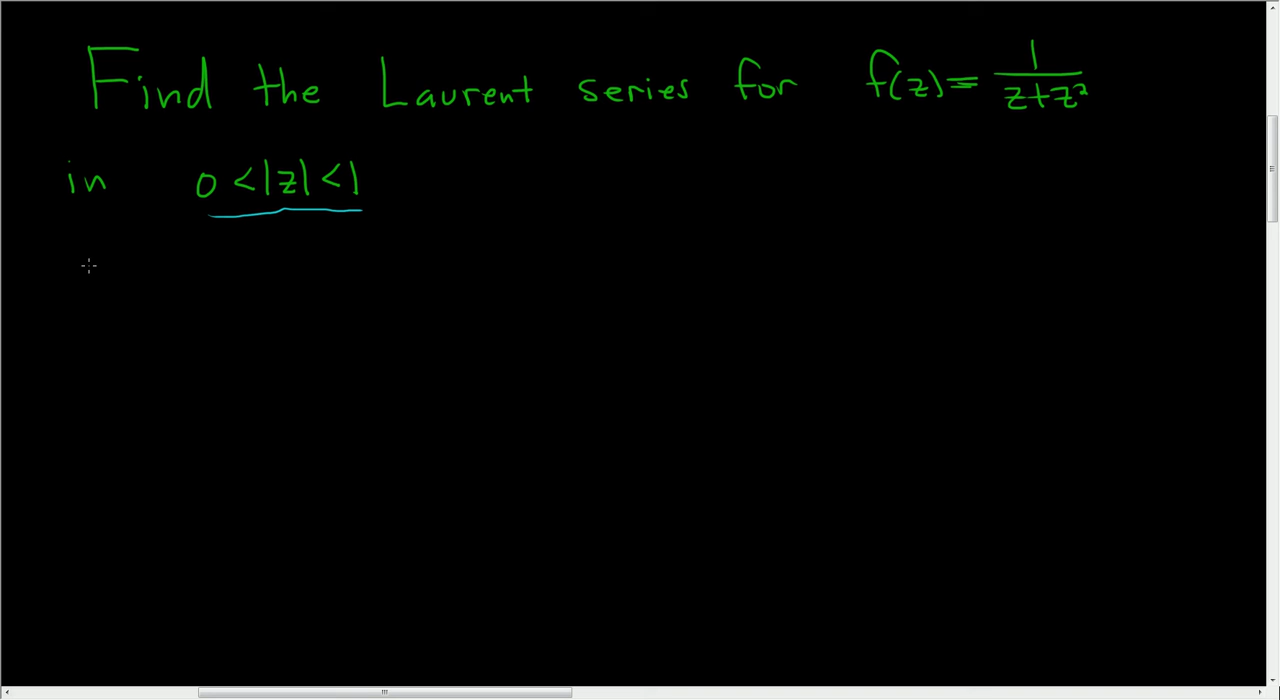 Find the Laurent series for f(z) = 1/(z+z²)
in 0 < |z| < 1